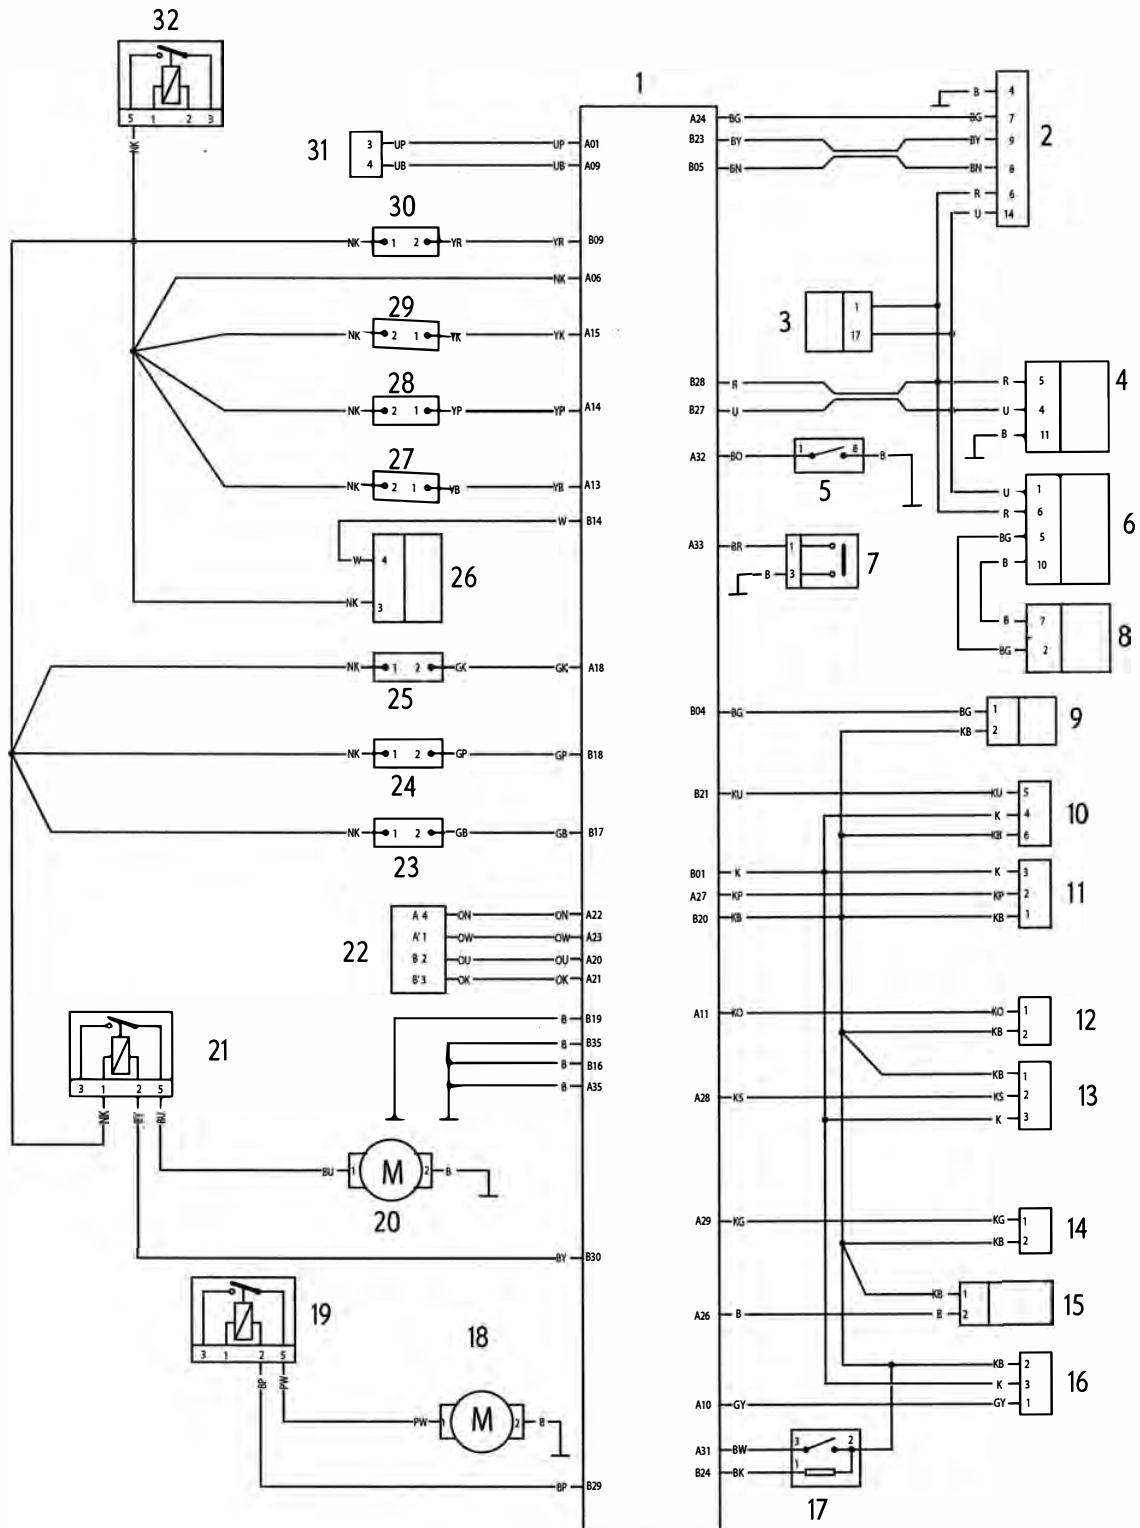 32
5 1 2 3
NK
1
31
3 UP UP A01
4 UB UB A09
30
NK 1 2 YR YR B09
NK A06
29
NK 2 1 YK YK A15
28
NK 2 1 YP YP A14
27
NK 2 1 YB YB A13
W B14
W 4
26
NK 3
NK 1 2 GK GK A18
25
NK 1 2 GP GP B18
24
NK 1 2 GB GB B17
23
22
A 4 ON ON A22
A' 1 OW OW A23
B 2 OU OU A20
B' 3 OK OK A21
B B19
B B35
B B16
B A35
21
3 1 2 5
NK BY BU
BU 1 M 2 B
20
BY B30
19
3 1 2 5
BP PW
18
PW 1 M 2 B
BP B29
A24 BG BG 7
B23 BY BY 9
B05 BN BN 8
B 4
R 6
U 14
2
3
1
17
B28 R R 5
B27 U U 4
B 11
4
A32 BO 1 8 B
5
U 1
R 6
BG 5
B 10
6
A33 BR 1
B 3
7
B 7
BG 2
8
B04 BG BG 1
KB 2
9
B21 KU KU 5
K 4
KB 6
10
B01 K K 3
A27 KP KP 2
B20 KB KB 1
11
A11 KO KO 1
KB 2
12
KB 1
A28 KS KS 2
K 3
13
A29 KG KG 1
KB 2
14
KB 1
A26 B B 2
15
KB 2
K 3
A10 GY GY 1
16
A31 BW 3 2
B24 BK 1
17